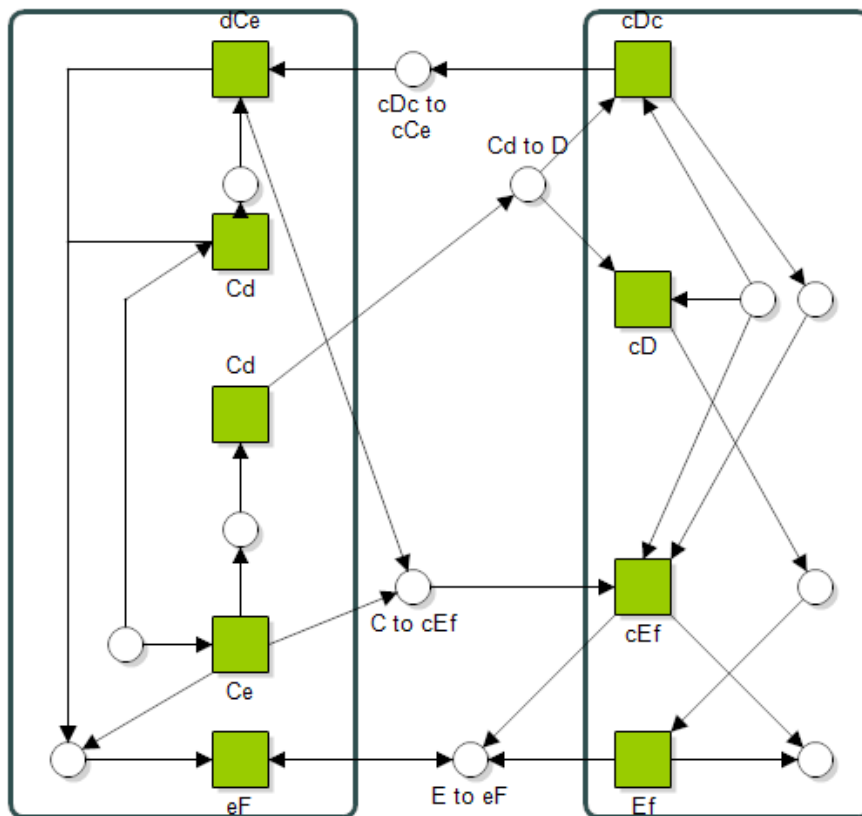 dCe
cDc
cDc to
cCe
Cd to D
Cd
cD
Cd
C to cEf
cEf
Ce
E to eF
eF
Ef